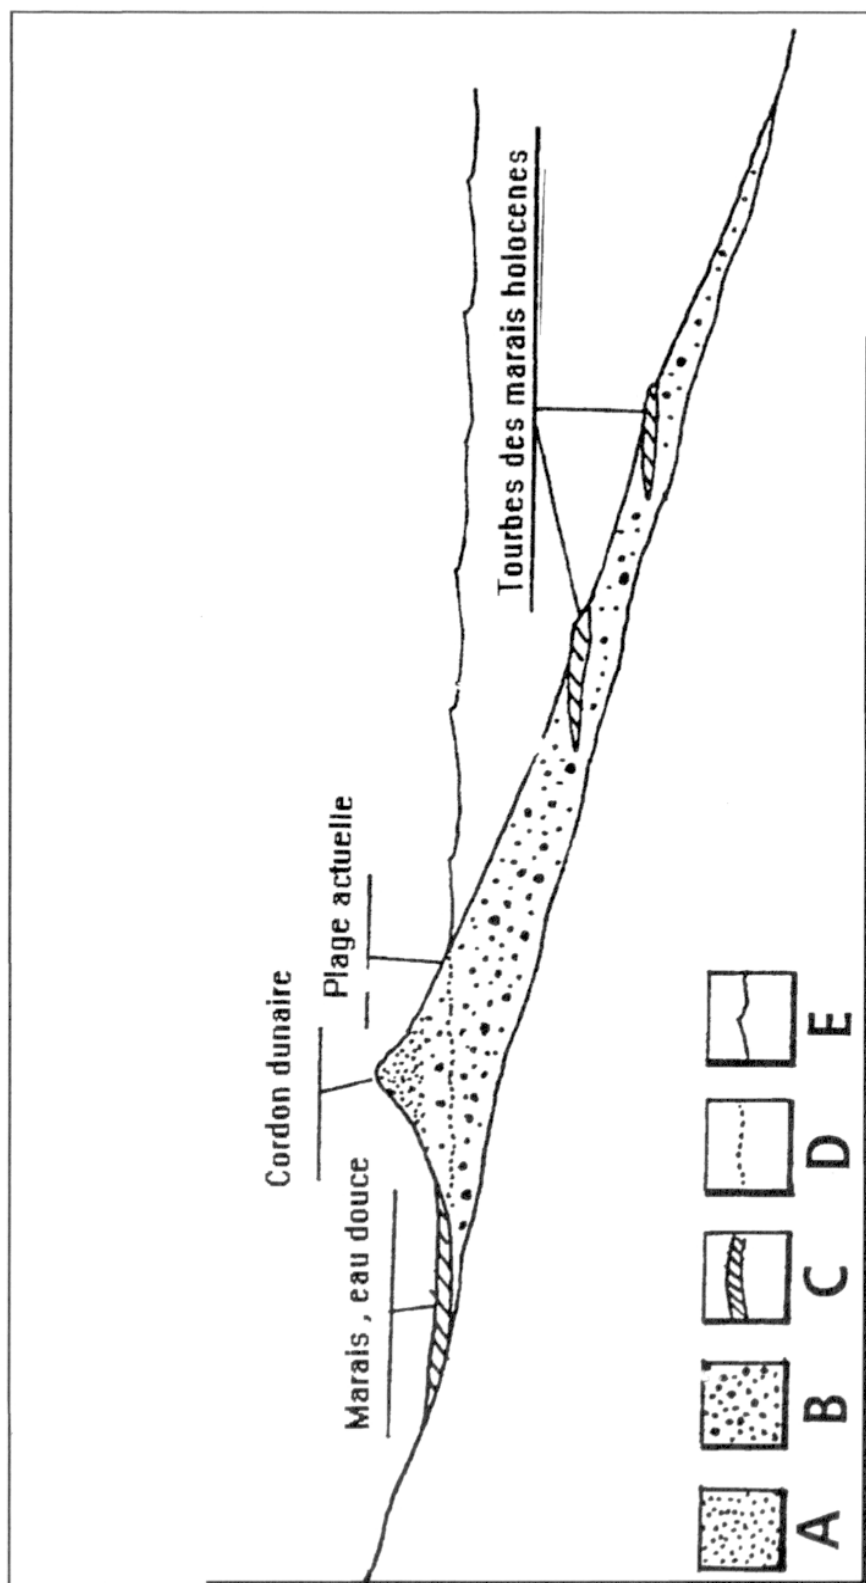 Cordon dunaire
Marais , eau douce
Plage actuelle
Tourbes des marais holocenes
A
B
C
D
E